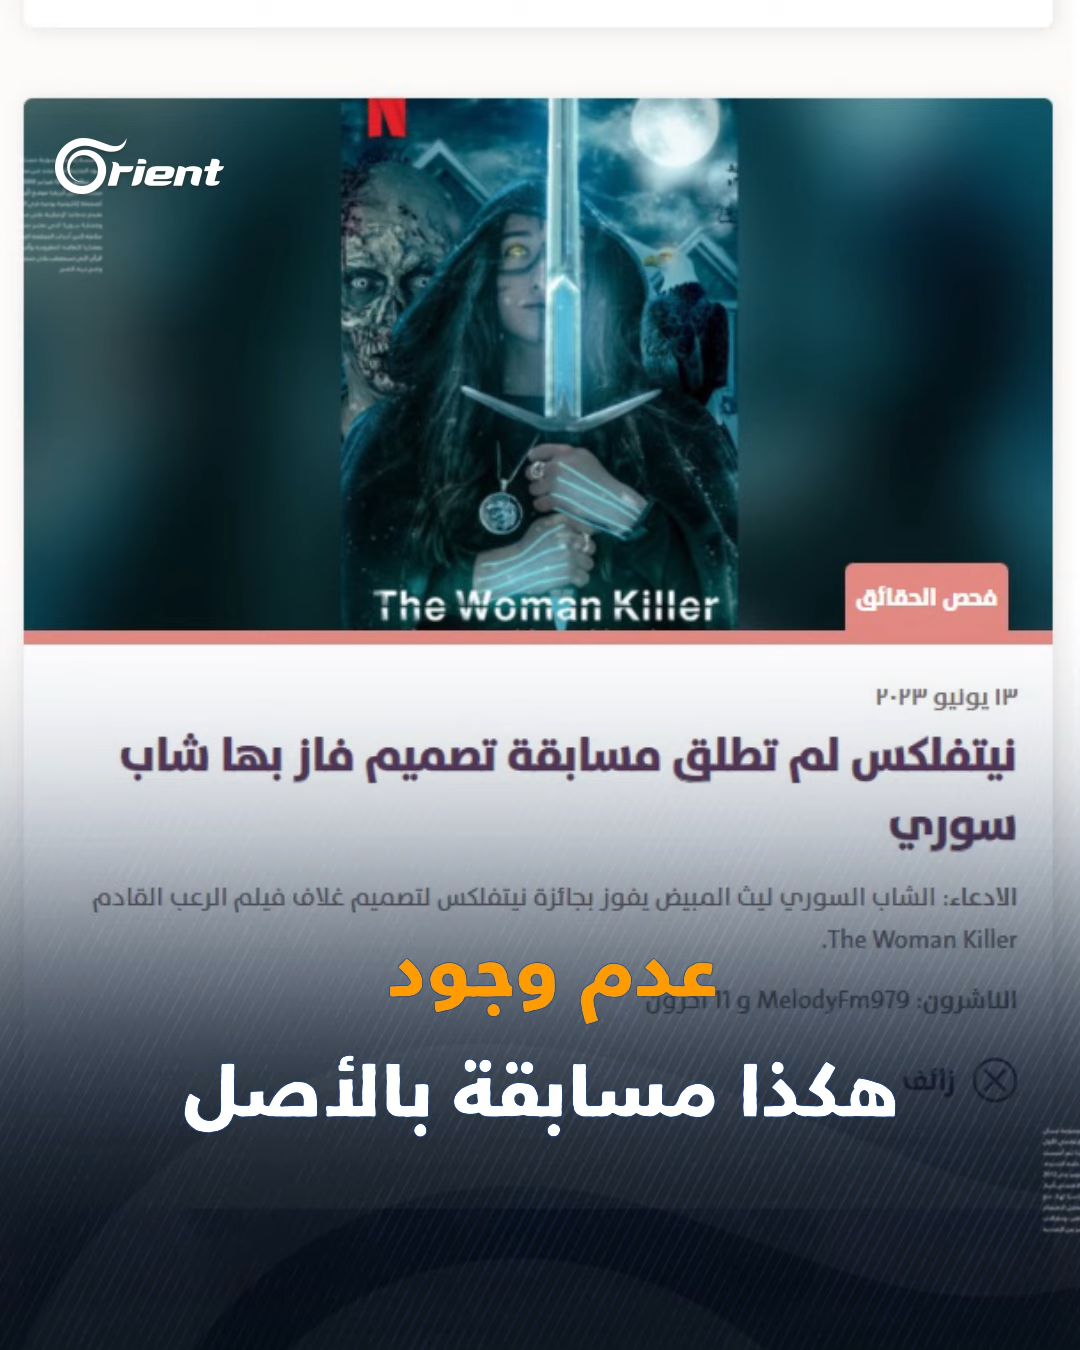 Orient
N
The Woman Killer
فحص الحقائق
١٣ يونيو ٢٠٢٣
نيتفلكس لم تطلق مسابقة تصميم فاز بها شاب
سوري
الادعاء: الشاب السوري ليث المبيض يفوز بجائزة نيتفلكس لتصميم غلاف فيلم الرعب القادم
The Woman Killer.
عدم وجود
الناشرون: MelodyFm979 و 11 آخرون
زائف
هكذا مسابقة بالأصل